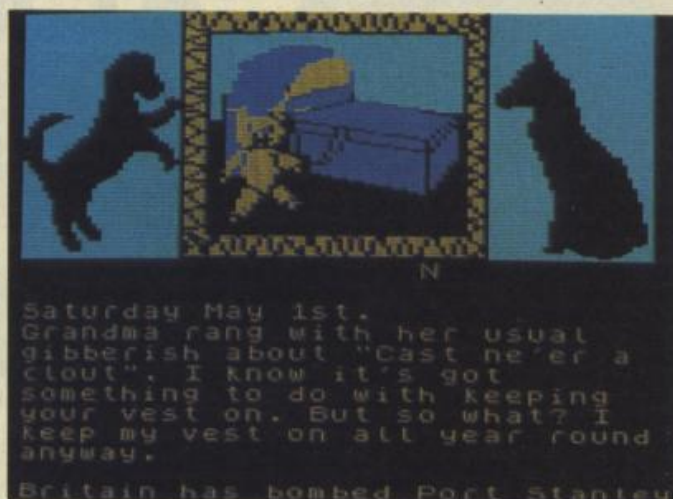 N
Saturday May 1st.
Grandma rang with her usual
gibberish about "Cast ne'er a
clout". I know it's got
something to do with keeping
your vest on. But so what? I
keep my vest on all year round
anyway.
Britain has bombed Port Stanley